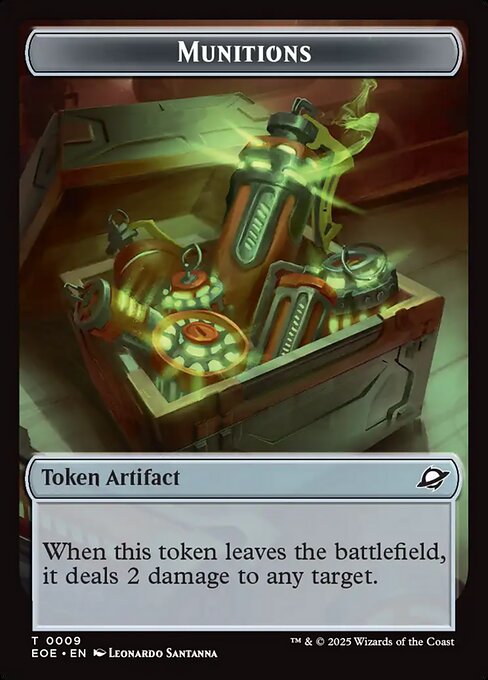 Munitions
Token Artifact
When this token leaves the battlefield,
it deals 2 damage to any target.
T 0009
EOE • EN Leonardo Santanna
™ & © 2025 Wizards of the Coast